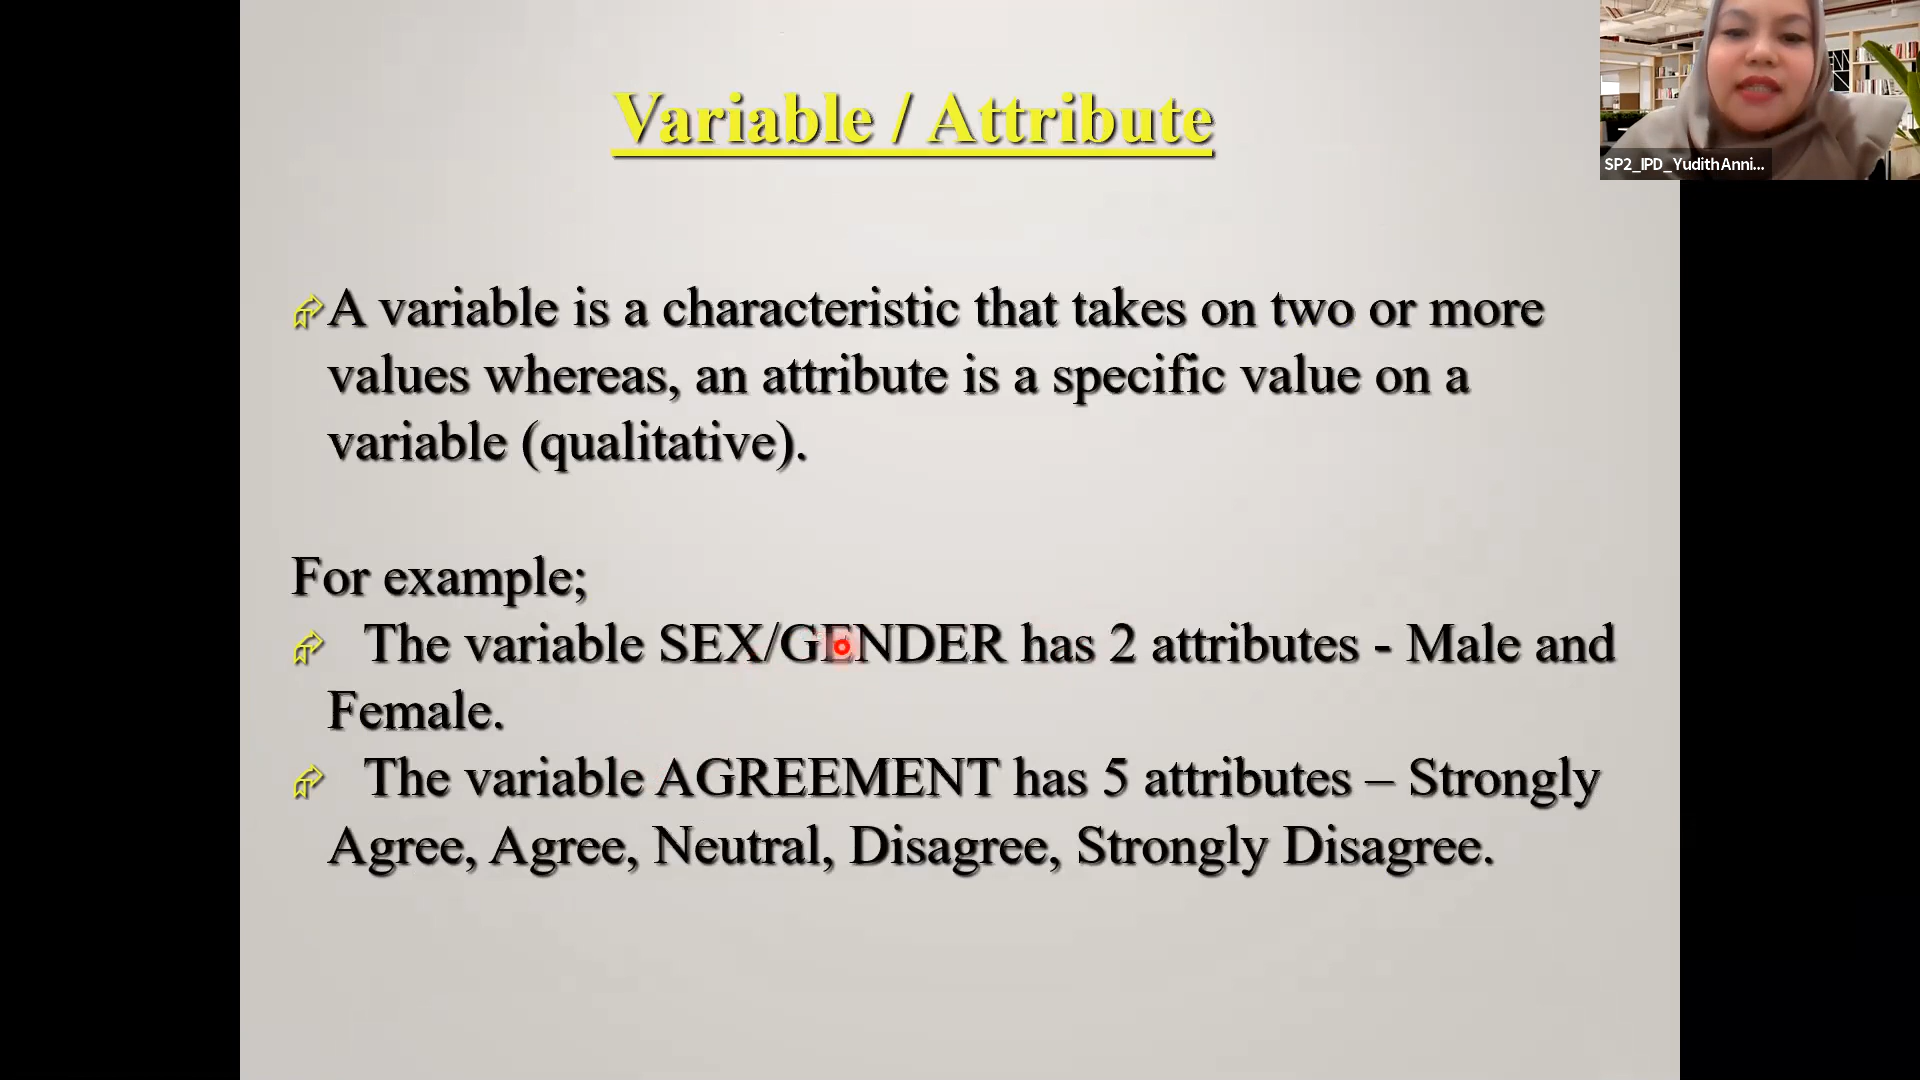 Variable / Attribute
SP2_IPD_Yudith Anni...
A variable is a characteristic that takes on two or more
values whereas, an attribute is a specific value on a
variable (qualitative).
For example;
The variable SEX/GENDER has 2 attributes - Male and
Female.
The variable AGREEMENT has 5 attributes – Strongly
Agree, Agree, Neutral, Disagree, Strongly Disagree.